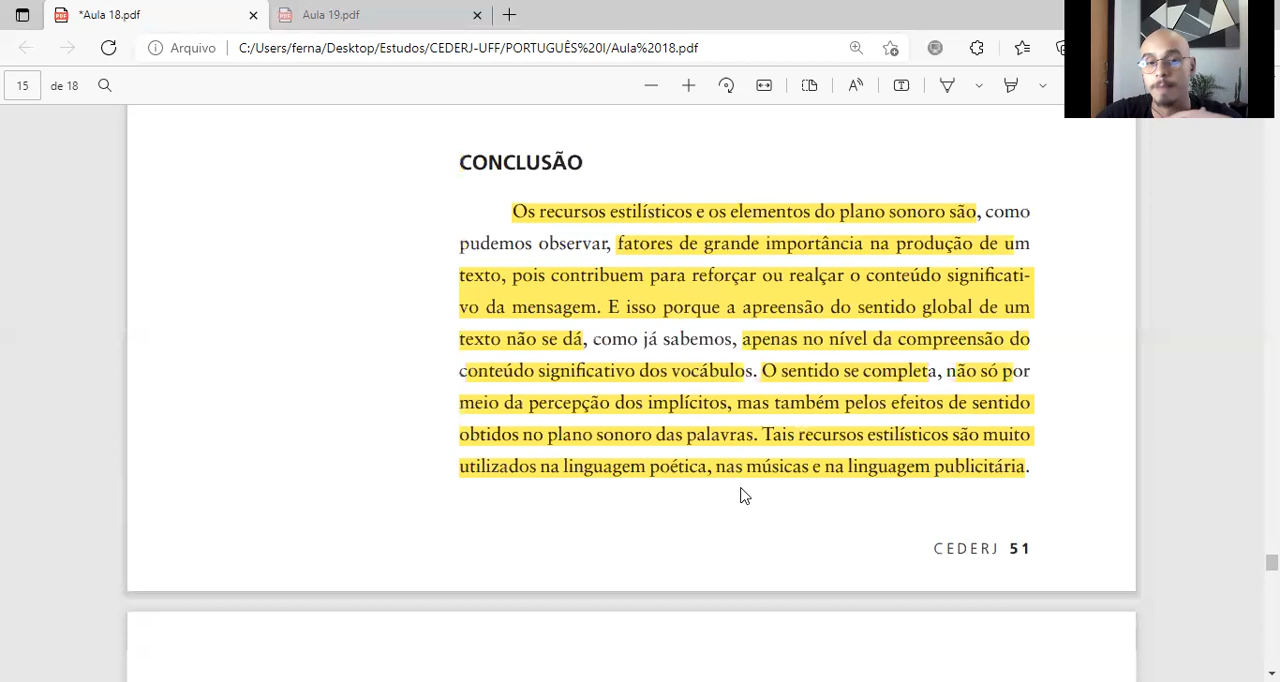 *Aula 18.pdf
Aula 19.pdf
Arquivo
C:/Users/ferna/Desktop/Estudos/CEDERJ-UFF/PORTUGUÊS%20I/Aula%2018.pdf
15 de 18
CONCLUSÃO
Os recursos estilísticos e os elementos do plano sonoro são, como
pudemos observar, fatores de grande importância na produção de um
texto, pois contribuem para reforçar ou realçar o conteúdo significati-
vo da mensagem. E isso porque a apreensão do sentido global de um
texto não se dá, como já sabemos, apenas no nível da compreensão do
conteúdo significativo dos vocábulos. O sentido se completa, não só por
meio da percepção dos implícitos, mas também pelos efeitos de sentido
obtidos no plano sonoro das palavras. Tais recursos estilísticos são muito
utilizados na linguagem poética, nas músicas e na linguagem publicitária.
CEDERJ 51